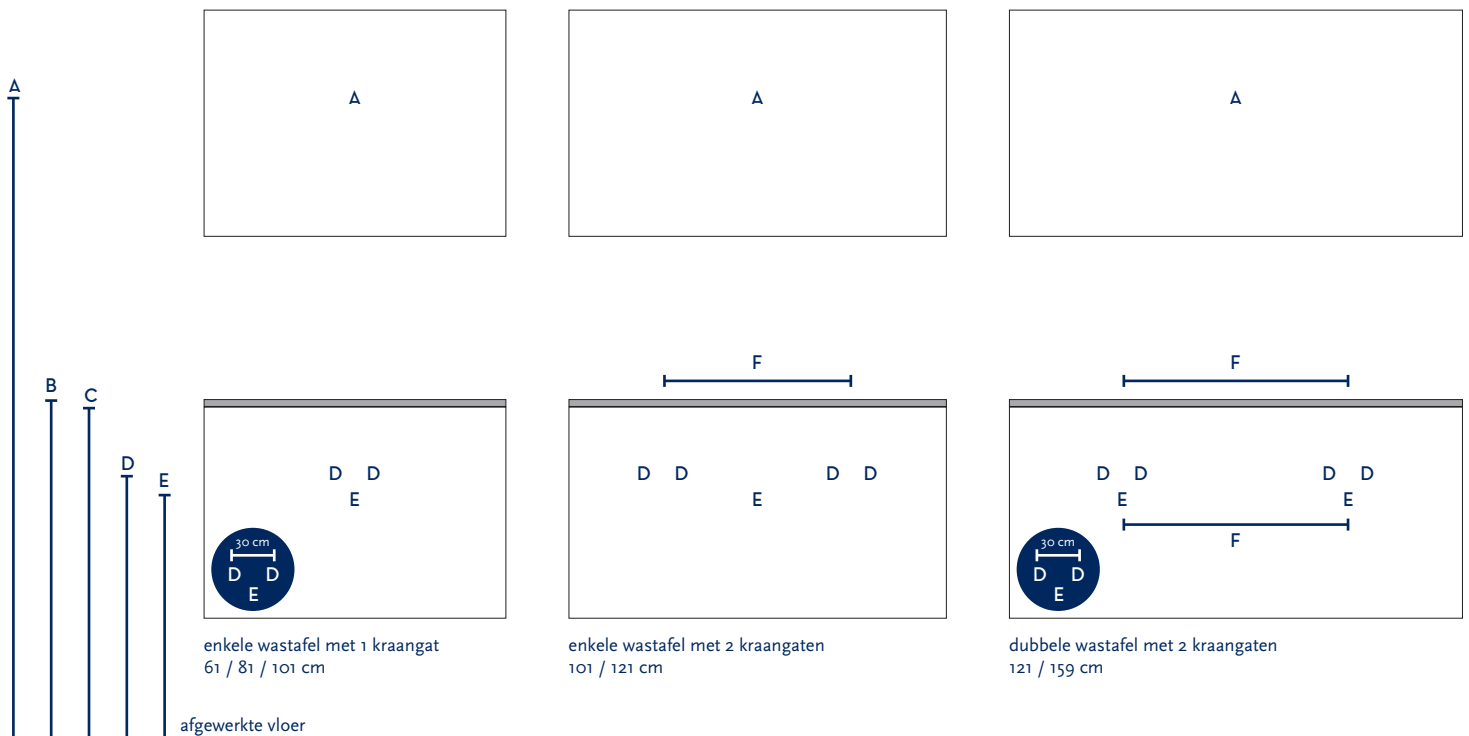 A
A A A
B
C
D
E
F F
D D
E
D D D D
E
D D D D
E E
F
30 cm
D D
E
30 cm
D D
E
enkele wastafel met 1 kraangat
61 / 81 / 101 cm
enkele wastafel met 2 kraangaten
101 / 121 cm
dubbele wastafel met 2 kraangaten
121 / 159 cm
afgewerkte vloer